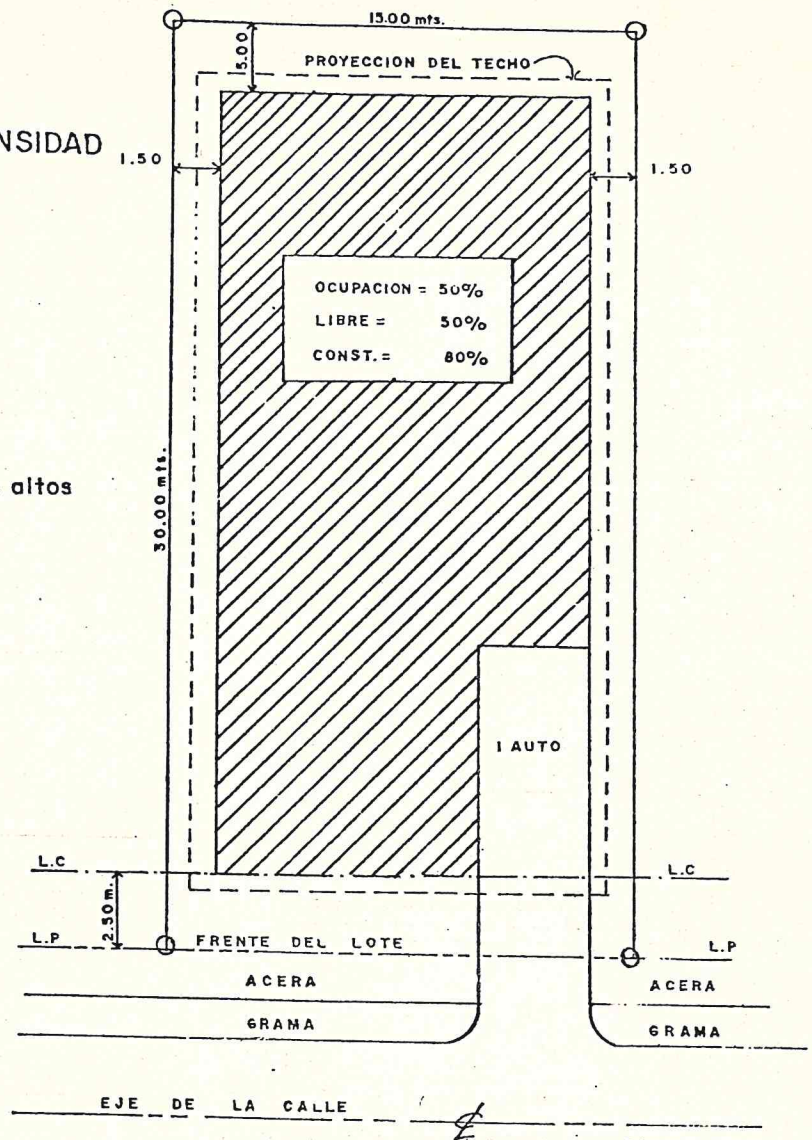 15.00 mts.
5.00
PROYECCION DEL TECHO
NSIDAD
1.50
1.50
OCUPACION = 50%
LIBRE = 50%
CONST. = 80%
altos
30.00 mts.
1 AUTO
L.C
L.C
2.50 m.
L.P
FRENTE DEL LOTE
L.P
ACERA
ACERA
GRAMA
GRAMA
EJE DE LA CALLE